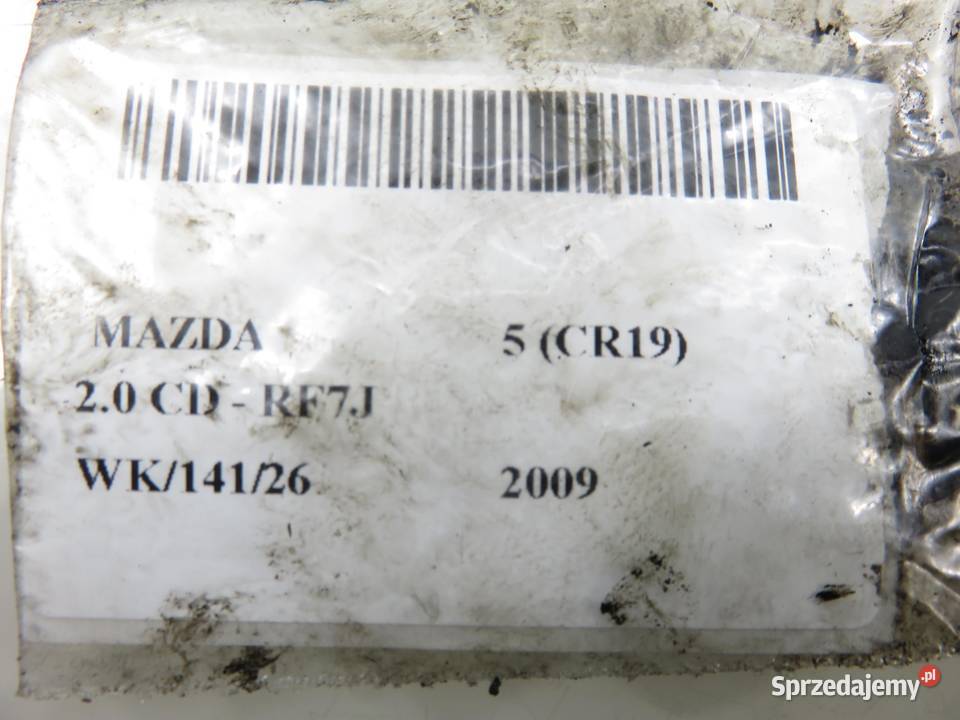 MAZDA 5 (CR19)
2.0 CD - RF7J
WK/141/26 2009
Sprzedajemy.pl